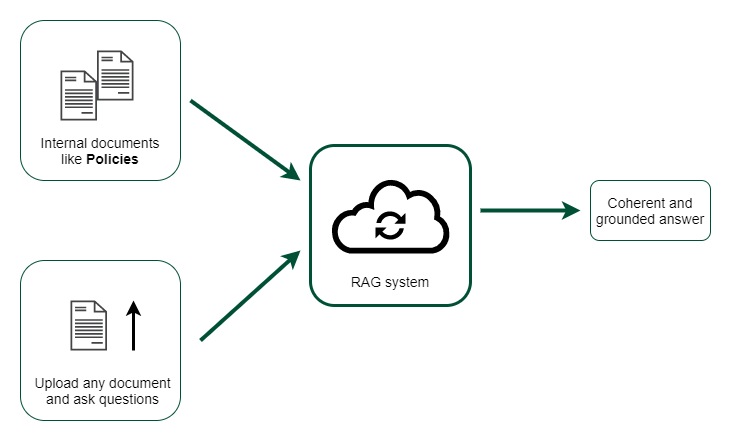 Internal documents
like Policies
Upload any document
and ask questions
RAG system
Coherent and
grounded answer